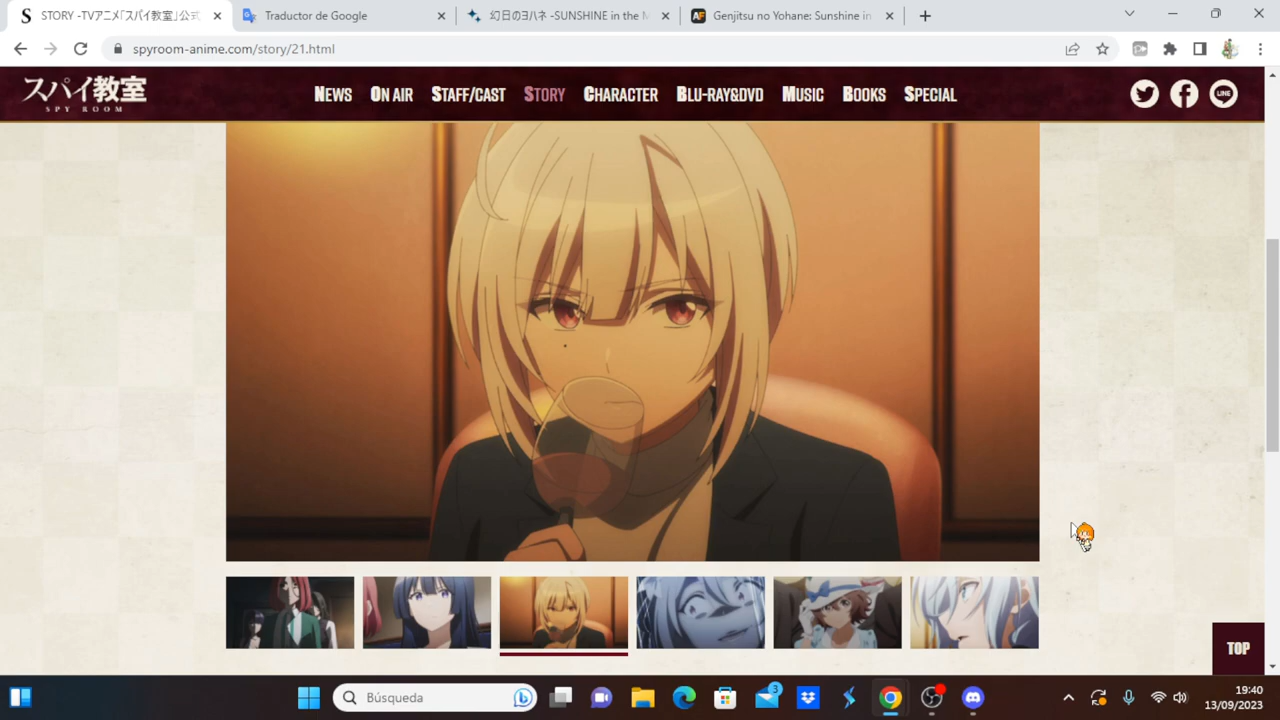 STORY -TVアニメ「スパイ教室」公式
Traductor de Google
幻日のヨハネ -SUNSHINE in the M
Genjitsu no Yohane: Sunshine in
spyroom-anime.com/story/21.html
スパイ教室
SPY ROOM
NEWS
ON AIR
STAFF/CAST
STORY
CHARACTER
BLU-RAY&DVD
MUSIC
BOOKS
SPECIAL
LINE
TOP
Búsqueda
3
19:40
13/09/2023